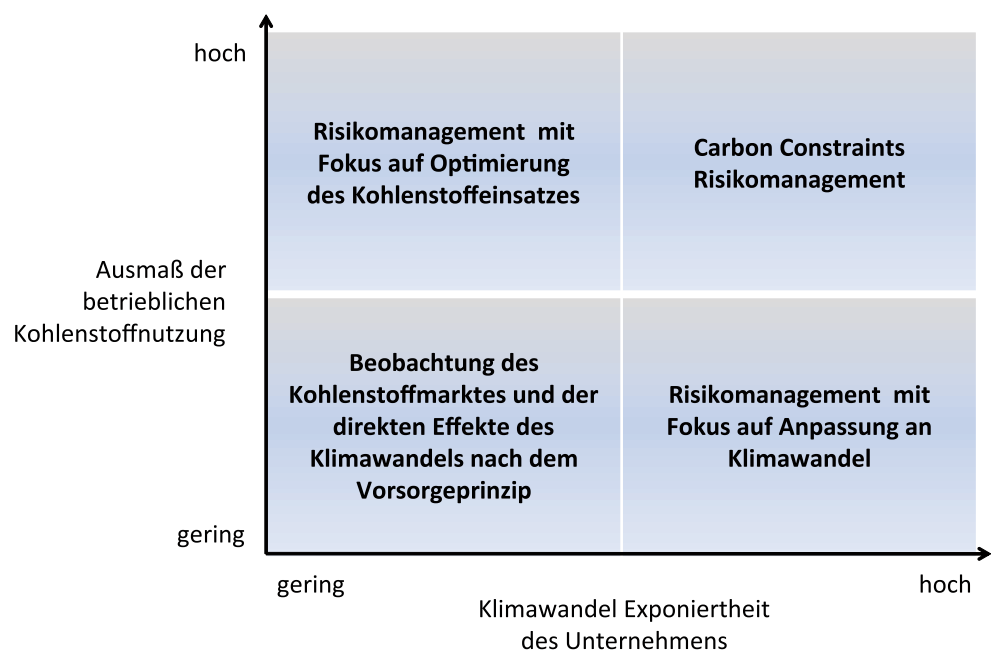 hoch
Risikomanagement mit
Fokus auf Optimierung
des Kohlenstoffeinsatzes
Carbon Constraints
Risikomanagement
Ausmaß der
betrieblichen
Kohlenstoffnutzung
Beobachtung des
Kohlenstoffmarktes und der
direkten Effekte des
Klimawandels nach dem
Vorsorgeprinzip
Risikomanagement mit
Fokus auf Anpassung an
Klimawandel
gering
gering
hoch
Klimawandel Exponiertheit
des Unternehmens